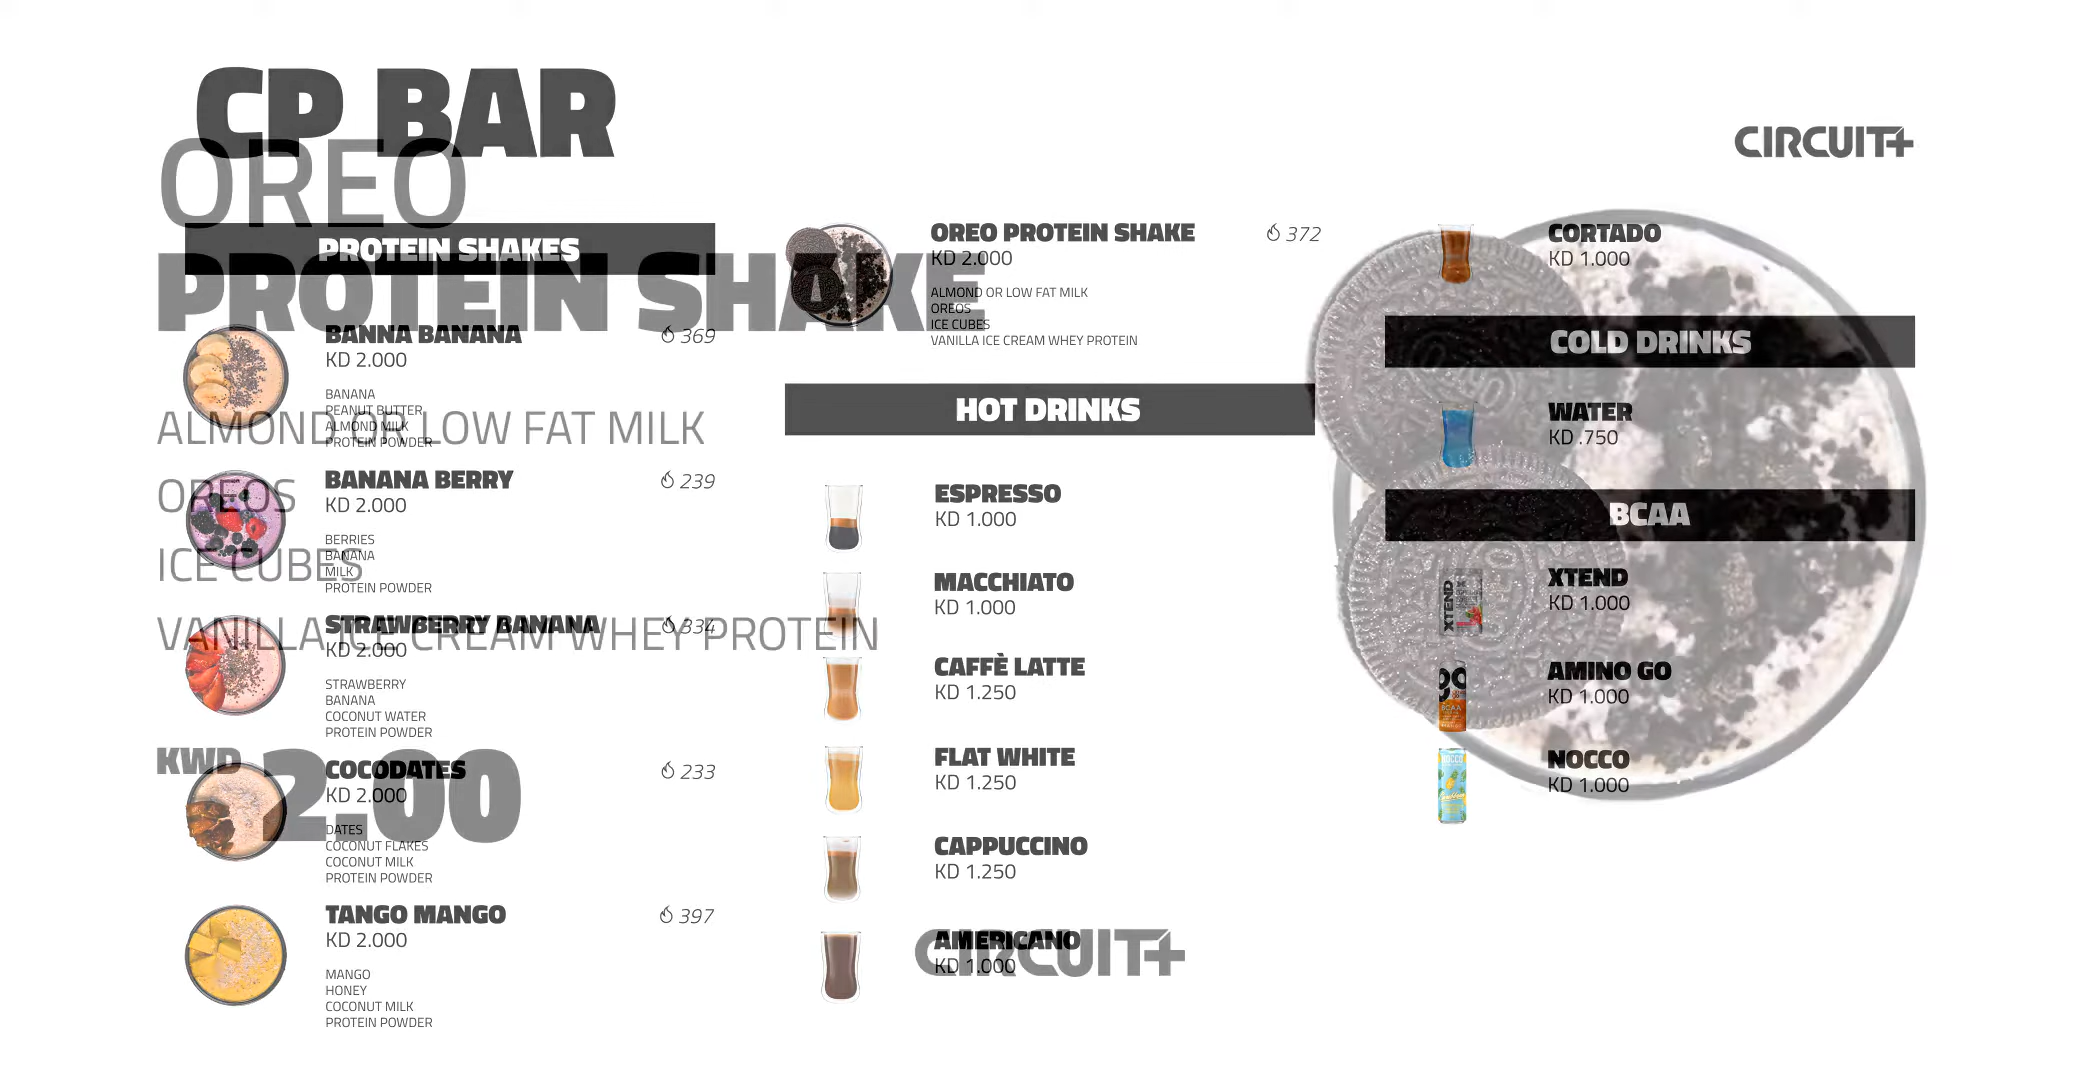 CP BAR
CIRCUIT+
PROTEIN SHAKES
BANNA BANANA
369
KD 2.000
BANANA
PEANUT BUTTER
ALMOND MILK
PROTEIN POWDER
BANANA BERRY
239
KD 2.000
BERRIES
BANANA
MILK
PROTEIN POWDER
STRAWBERRY BANANA
334
KD 2.000
STRAWBERRY
BANANA
COCONUT WATER
PROTEIN POWDER
COCODATES
233
KD 2.000
DATES
COCONUT FLAKES
COCONUT MILK
PROTEIN POWDER
TANGO MANGO
397
KD 2.000
MANGO
HONEY
COCONUT MILK
PROTEIN POWDER
OREO PROTEIN SHAKE
372
KD 2.000
ALMOND OR LOW FAT MILK
OREOS
ICE CUBES
VANILLA ICE CREAM WHEY PROTEIN
HOT DRINKS
ESPRESSO
KD 1.000
MACCHIATO
KD 1.000
CAFFÈ LATTE
KD 1.250
FLAT WHITE
KD 1.250
CAPPUCCINO
KD 1.250
AMERICANO
KD 1.000
CORTADO
KD 1.000
COLD DRINKS
WATER
KD .750
BCAA
XTEND
XTEND
KD 1.000
GO
BCAA
AMINO GO
KD 1.000
NOCCO
NOCCO
KD 1.000
OREO
PROTEIN SHAKE
ALMOND OR LOW FAT MILK
OREOS
ICE CUBES
VANILLA ICE CREAM WHEY PROTEIN
KWD 2.00
CIRCUIT+
OREO
OREO